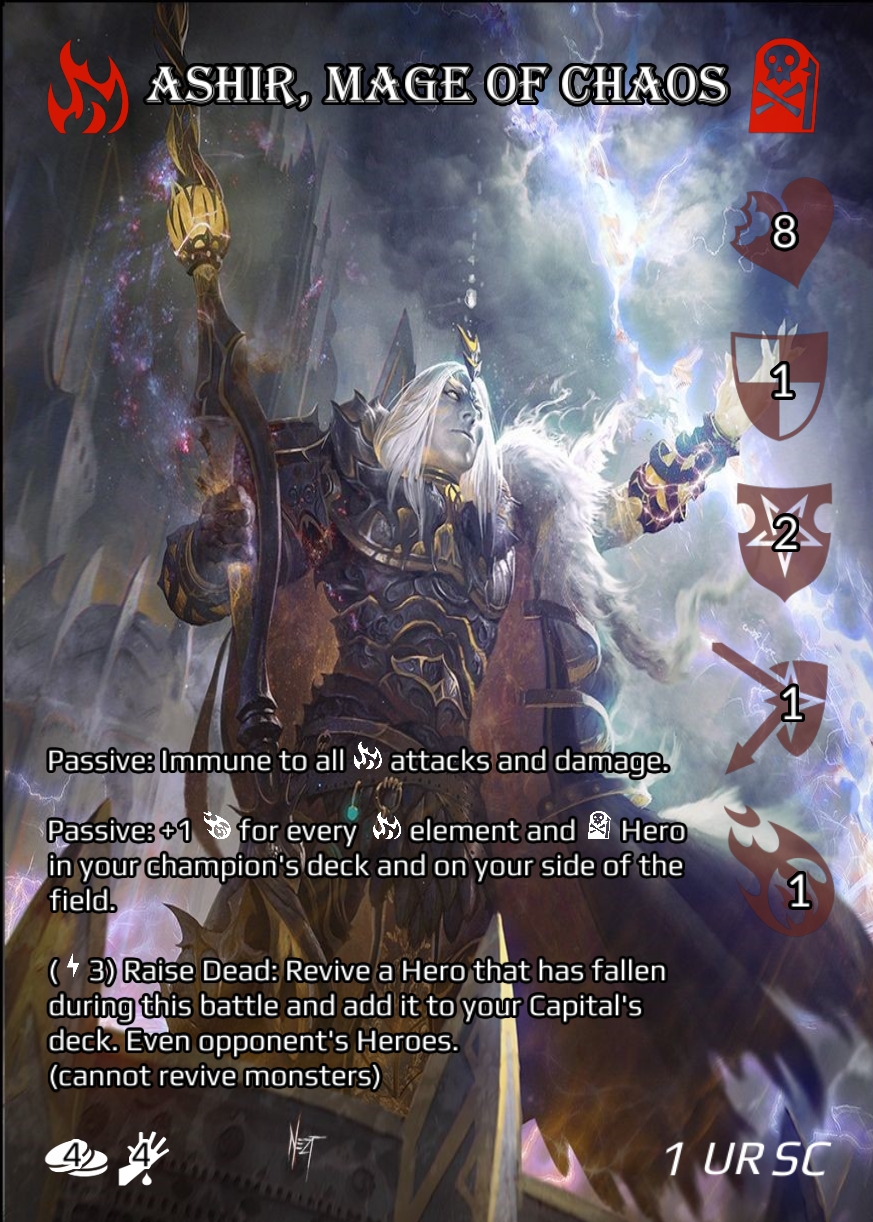 ASHIR, MAGE OF CHAOS
8
1
2
1
Passive: Immune to all attacks and damage.
Passive: +1 for every element and Hero
in your champion's deck and on your side of the
field.
1
( 3) Raise Dead: Revive a Hero that has fallen
during this battle and add it to your Capital's
deck. Even opponent's Heroes.
(cannot revive monsters)
4 4 NEZT 1 UR SC